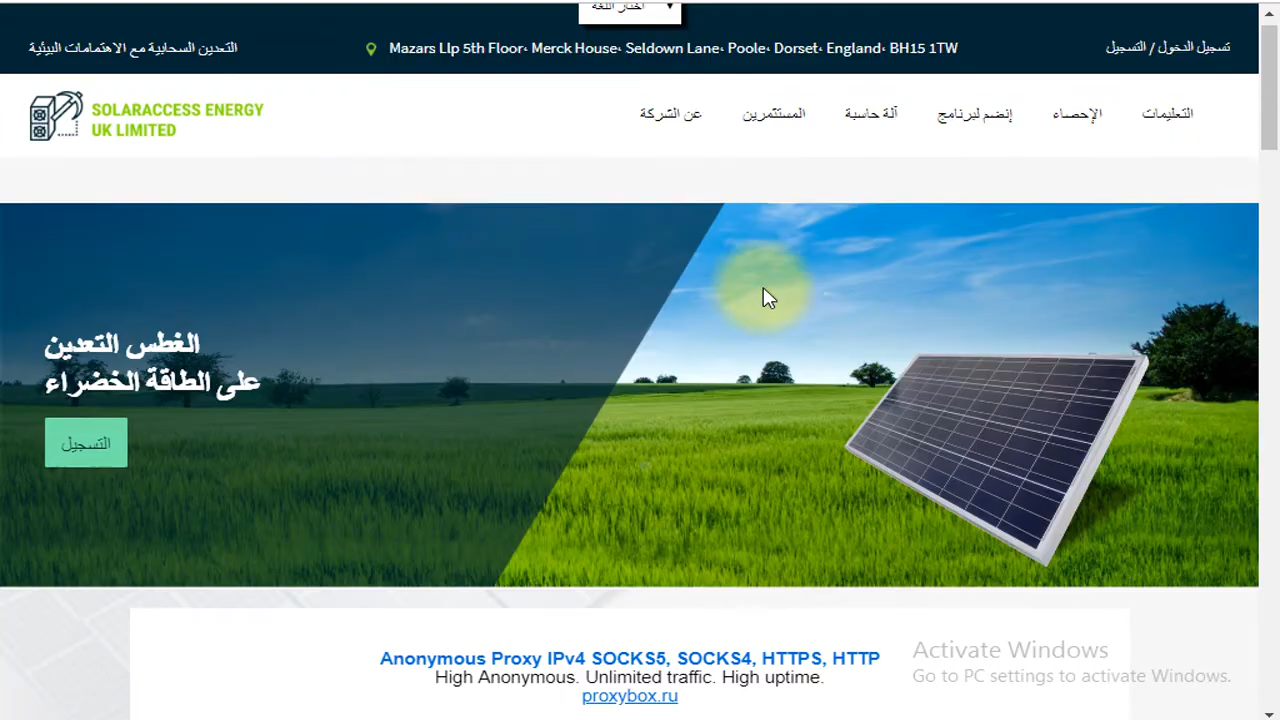 اختار اللغة
التعدين السحابية مع الاهتمامات البيئية
Mazars Llp 5th Floor، Merck House، Seldown Lane، Poole، Dorset، England، BH15 1TW
تسجيل الدخول / التسجيل
SOLARACCESS ENERGY
UK LIMITED
عن الشركة
المستثمرين
آلة حاسبة
إنضم لبرنامج
الإحصاء
التعليمات
الغطس التعدين
على الطاقة الخضراء
التسجيل
Anonymous Proxy IPv4 SOCKS5, SOCKS4, HTTPS, HTTP
High Anonymous. Unlimited traffic. High uptime.
proxybox.ru
Activate Windows
Go to PC settings to activate Windows.